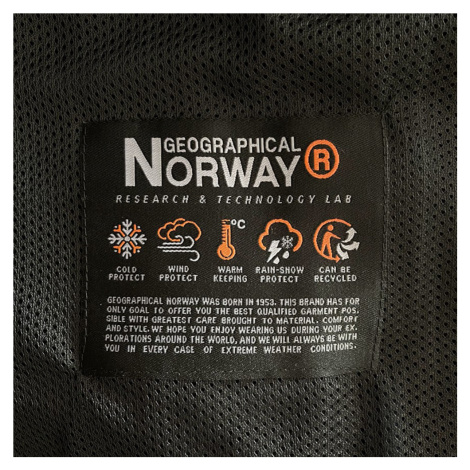 GEOGRAPHICAL
NORWAY ®
RESEARCH & TECHNOLOGY LAB
°C
COLD PROTECT
WIND PROTECT
WARM KEEPING
RAIN-SNOW PROTECT
CAN BE RECYCLED
GEOGRAPHICAL NORWAY WAS BORN IN 1953. THIS BRAND HAS FOR
ONLY GOAL TO OFFER YOU THE BEST QUALIFIED GARMENT POS.
SIBLE WITH GREATEST CARE BROUGHT TO MATERIAL, COMFORT
AND STYLE. WE HOPE YOU ENJOY WEARING US DURING YOUR EX.
PLORATIONS AROUND THE WORLD, AND WE WILL ALWAYS BE WITH
YOU IN EVERY CASE OF EXTREME WEATHER CONDITIONS.